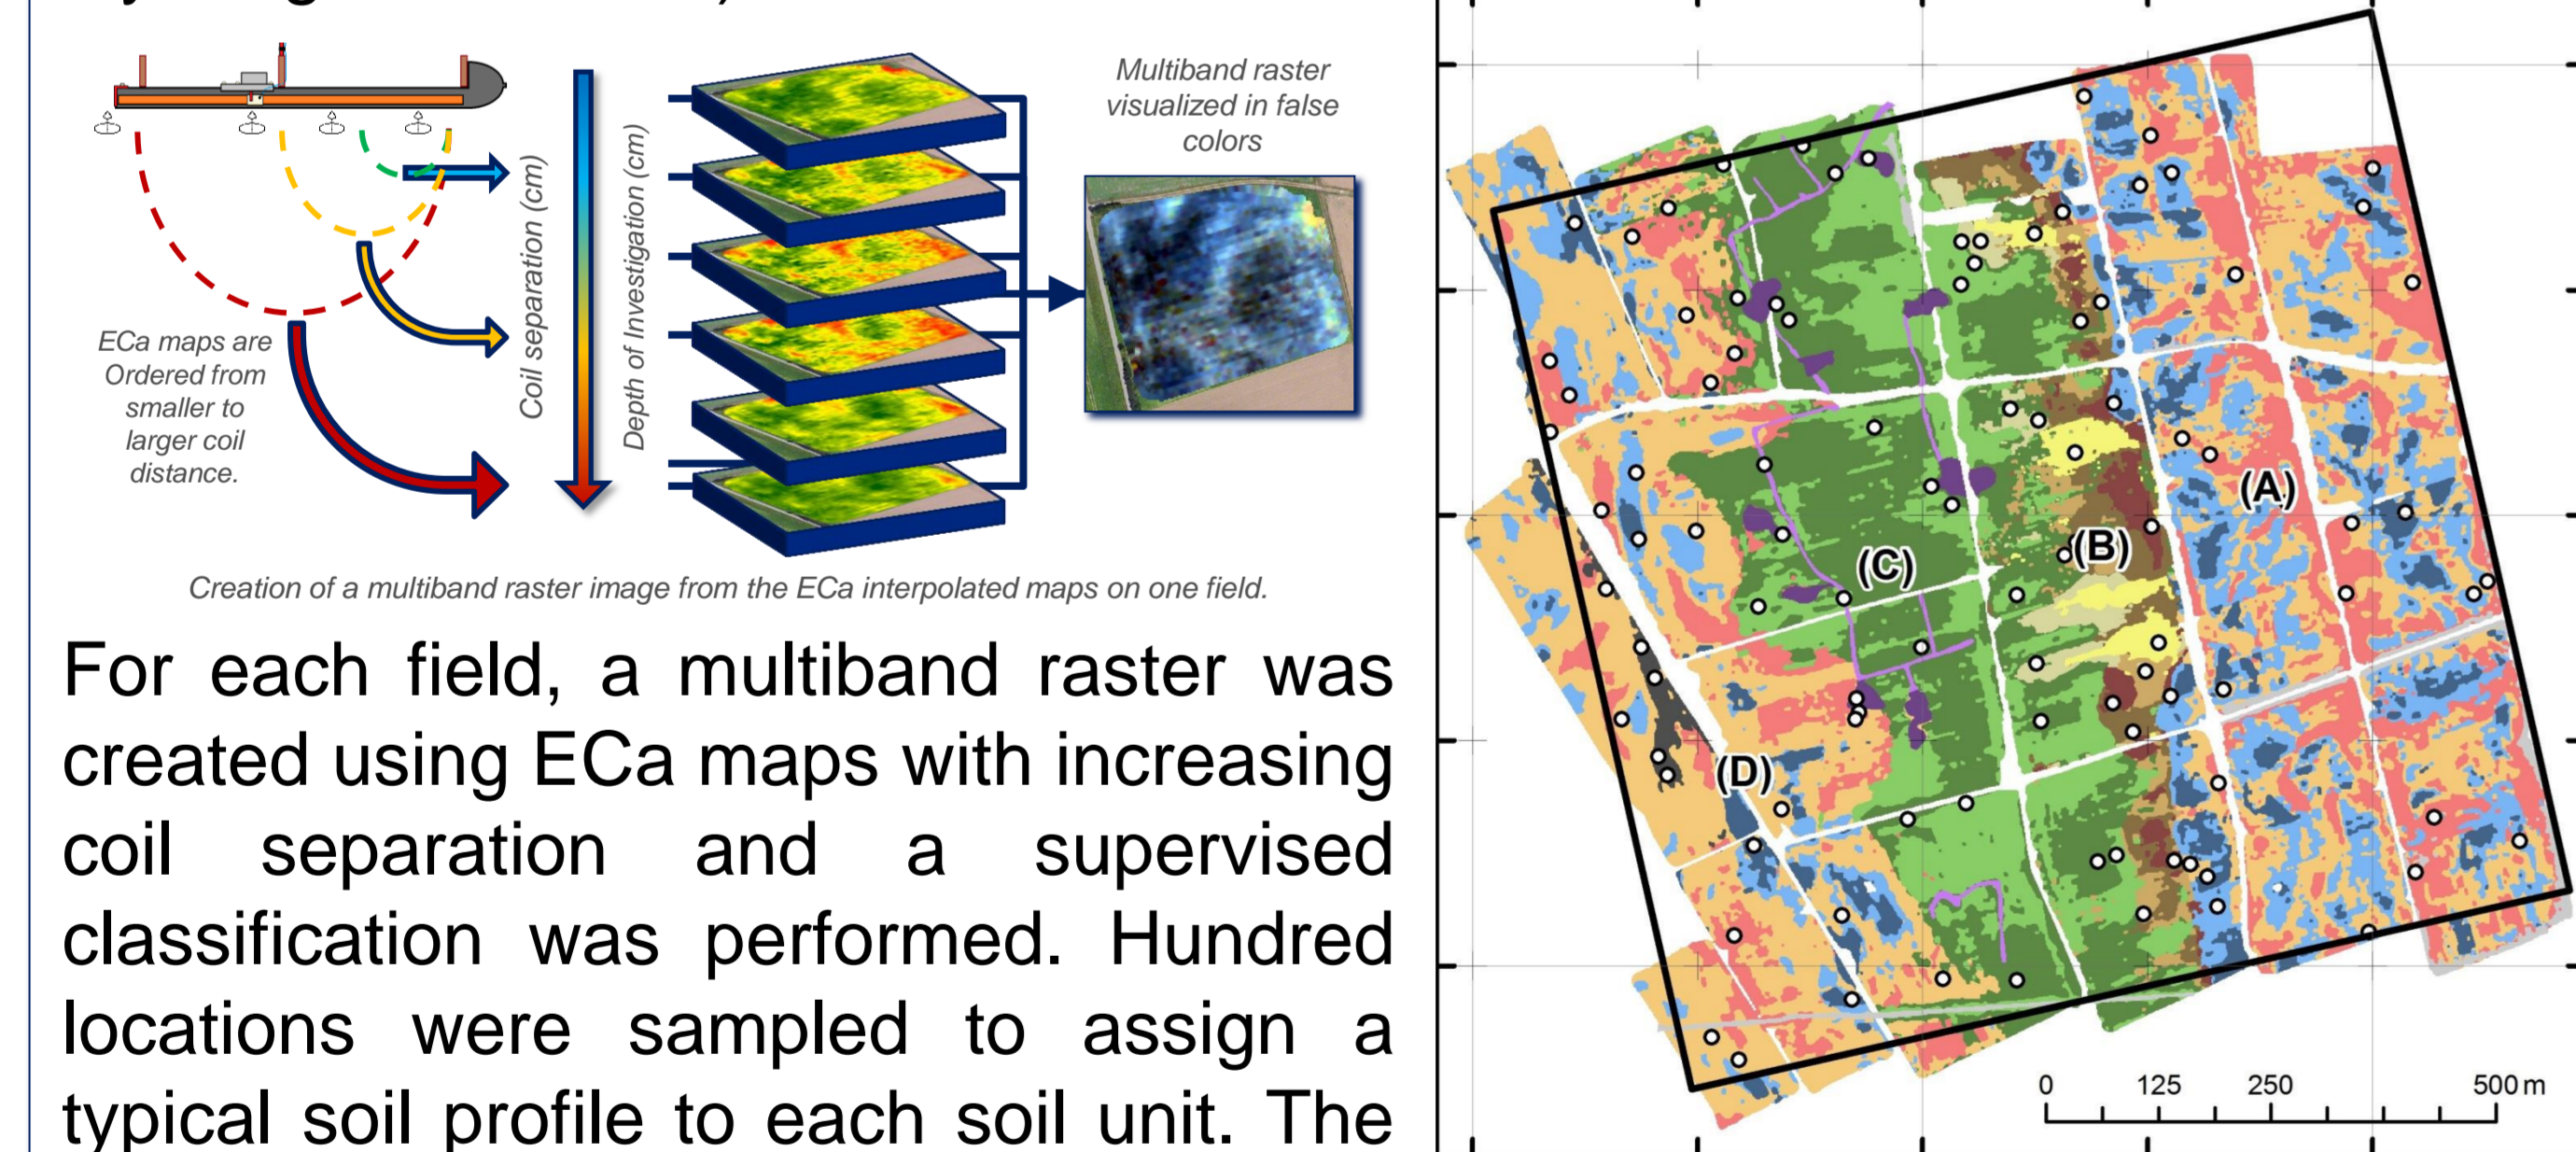 Multiband raster
visualized in false
colors
Coil separation (cm)
Depth of Investigation (cm)
ECa maps are
Ordered from
smaller to
larger coil
distance.
Creation of a multiband raster image from the ECa interpolated maps on one field.
For each field, a multiband raster was
created using ECa maps with increasing
coil separation and a supervised
classification was performed. Hundred
locations were sampled to assign a
typical soil profile to each soil unit. The
(A)
(B)
(C)
(D)
0 125 250 500 m